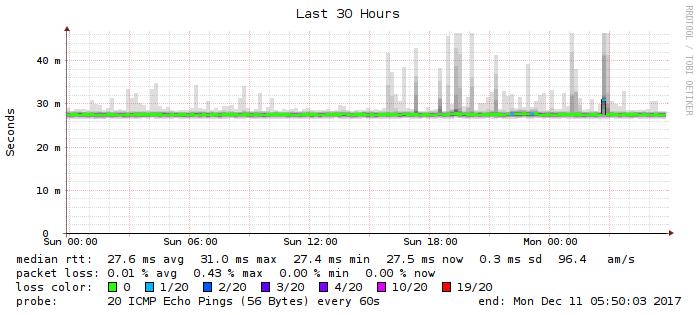 Last 30 Hours
RRDTOOL / TOBI OETIKER
Seconds
40 m
30 m
20 m
10 m
0
Sun 00:00 Sun 06:00 Sun 12:00 Sun 18:00 Mon 00:00
median rtt: 27.6 ms avg 31.0 ms max 27.4 ms min 27.5 ms now 0.3 ms sd 96.4 am/s
packet loss: 0.01 % avg 0.43 % max 0.00 % min 0.00 % now
loss color: 0 1/20 2/20 3/20 4/20 10/20 19/20
probe: 20 ICMP Echo Pings (56 Bytes) every 60s end: Mon Dec 11 05:50:03 2017